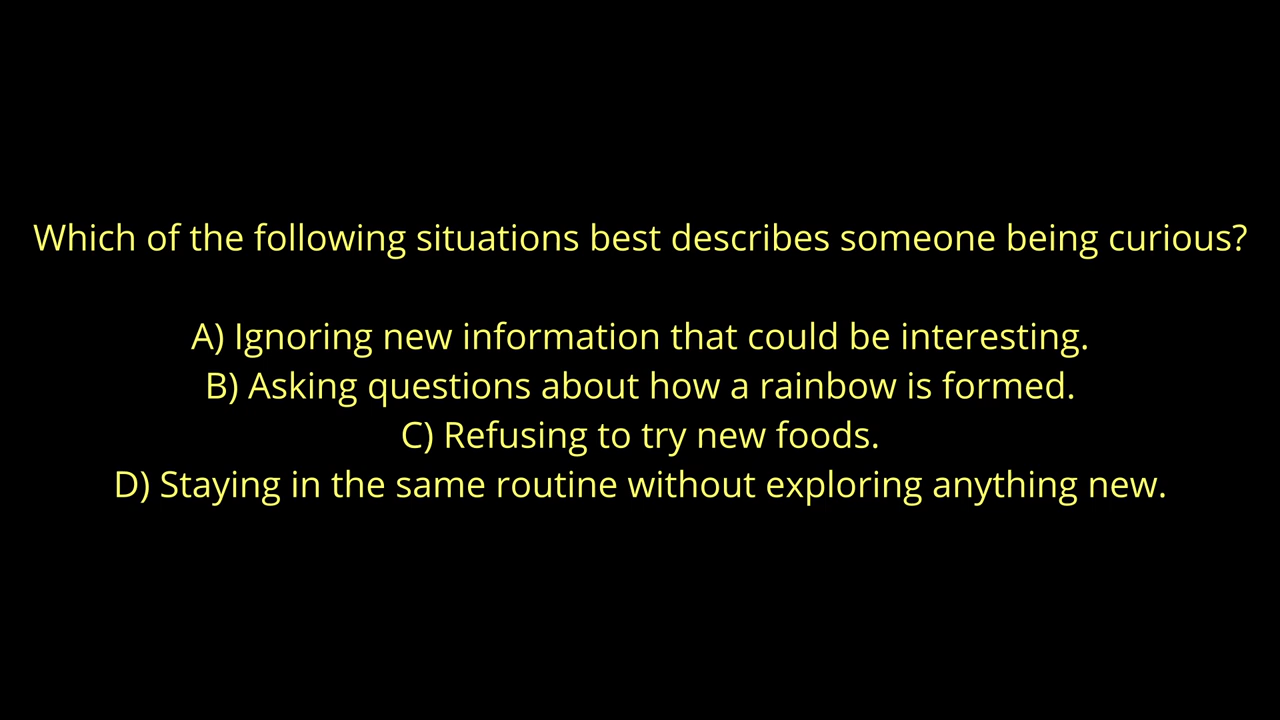 Which of the following situations best describes someone being curious?
A) Ignoring new information that could be interesting.
B) Asking questions about how a rainbow is formed.
C) Refusing to try new foods.
D) Staying in the same routine without exploring anything new.